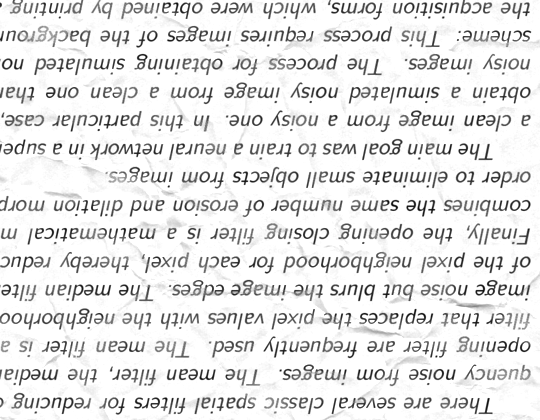 There are several classic spatial filters for reducing o
quency noise from images. The mean filter, the median
opening filter are frequently used. The mean filter is a
filter that replaces the pixel values with the neighborhoo
image noise but blurs the image edges. The median filte
of the pixel neighborhood for each pixel, thereby reduc
Finally, the opening closing filter is a mathematical m
combines the same number of erosion and dilation morp
order to eliminate small objects from images.
The main goal was to train a neural network in a supe
a clean image from a noisy one. In this particular case,
obtain a simulated noisy image from a clean one than
noisy images. The process for obtaining simulated no
scheme: This process requires images of the backgroun
the acquisition forms, which were obtained by printing